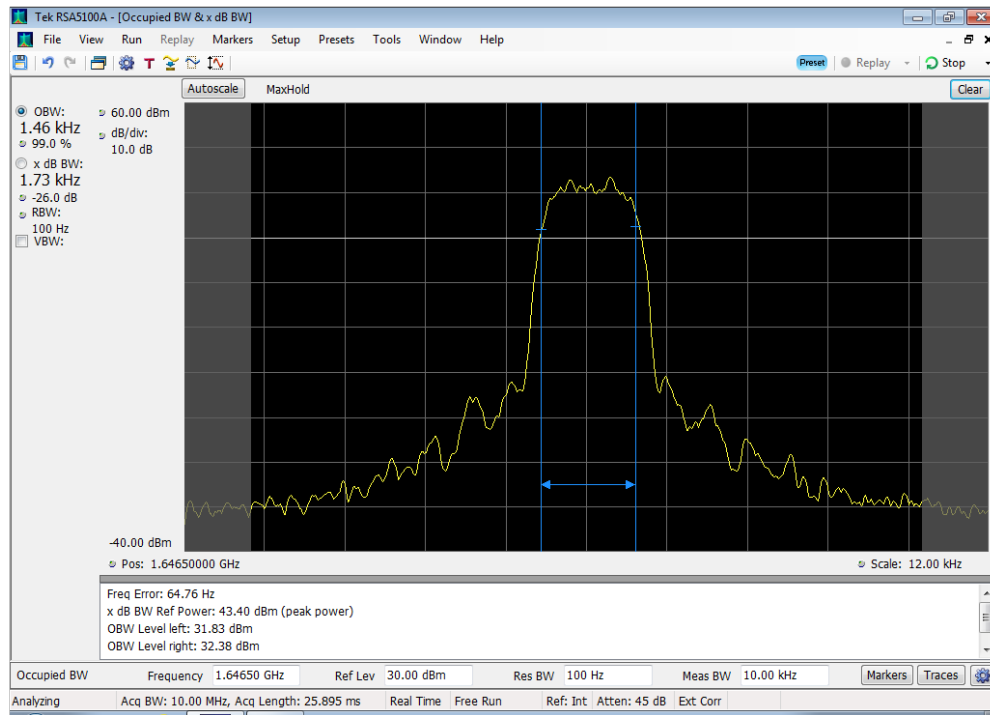 Tek RSA5100A - [Occupied BW & x dB BW]
File View Run Replay Markers Setup Presets Tools Window Help
T Preset Replay Stop
Autoscale MaxHold Clear
OBW: 60.00 dBm
1.46 kHz dB/div:
99.0 % 10.0 dB
x dB BW:
1.73 kHz
-26.0 dB
RBW:
100 Hz
VBW:
-40.00 dBm
Pos: 1.64650000 GHz Scale: 12.00 kHz
Freq Error: 64.76 Hz
x dB BW Ref Power: 43.40 dBm (peak power)
OBW Level left: 31.83 dBm
OBW Level right: 32.38 dBm
Occupied BW Frequency 1.64650 GHz Ref Lev 30.00 dBm Res BW 100 Hz Meas BW 10.00 kHz Markers Traces
Analyzing Acq BW: 10.00 MHz, Acq Length: 25.895 ms Real Time Free Run Ref: Int Atten: 45 dB Ext Corr